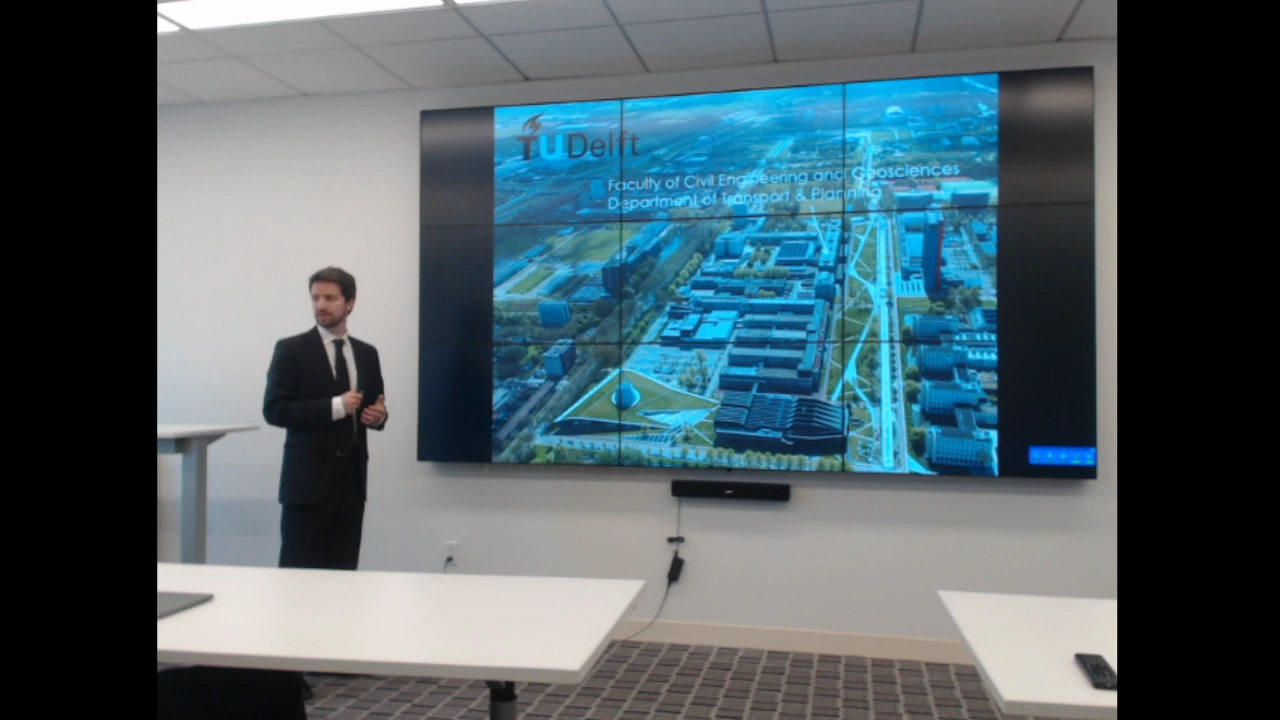 TUDelft
Faculty of Civil Engineering and Geosciences
Department of Transport & Planning